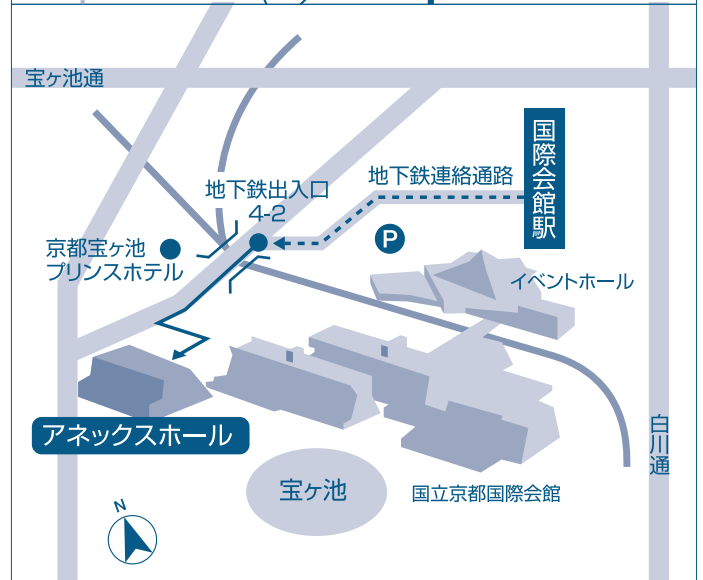 宝ヶ池通
国際会館駅
地下鉄連絡通路
地下鉄出入口
4-2
P
京都宝ヶ池
プリンスホテル
イベントホール
アネックスホール
白川通
宝ヶ池
国立京都国際会館
N